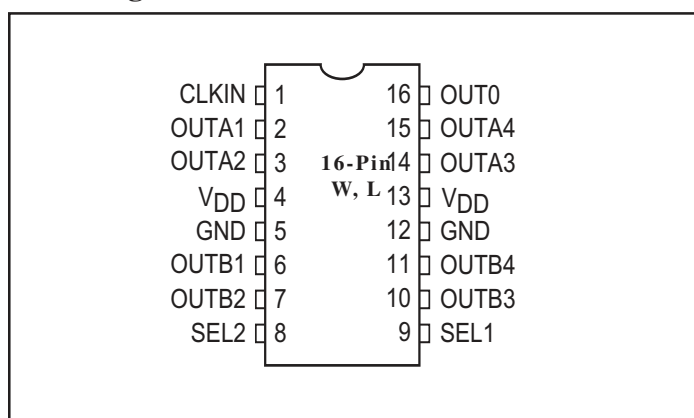 CLKIN 1 16 OUT0
OUTA1 2 15 OUTA4
OUTA2 3 16-Pin 14 OUTA3
VDD 4 W, L 13 VDD
GND 5 12 GND
OUTB1 6 11 OUTB4
OUTB2 7 10 OUTB3
SEL2 8 9 SEL1